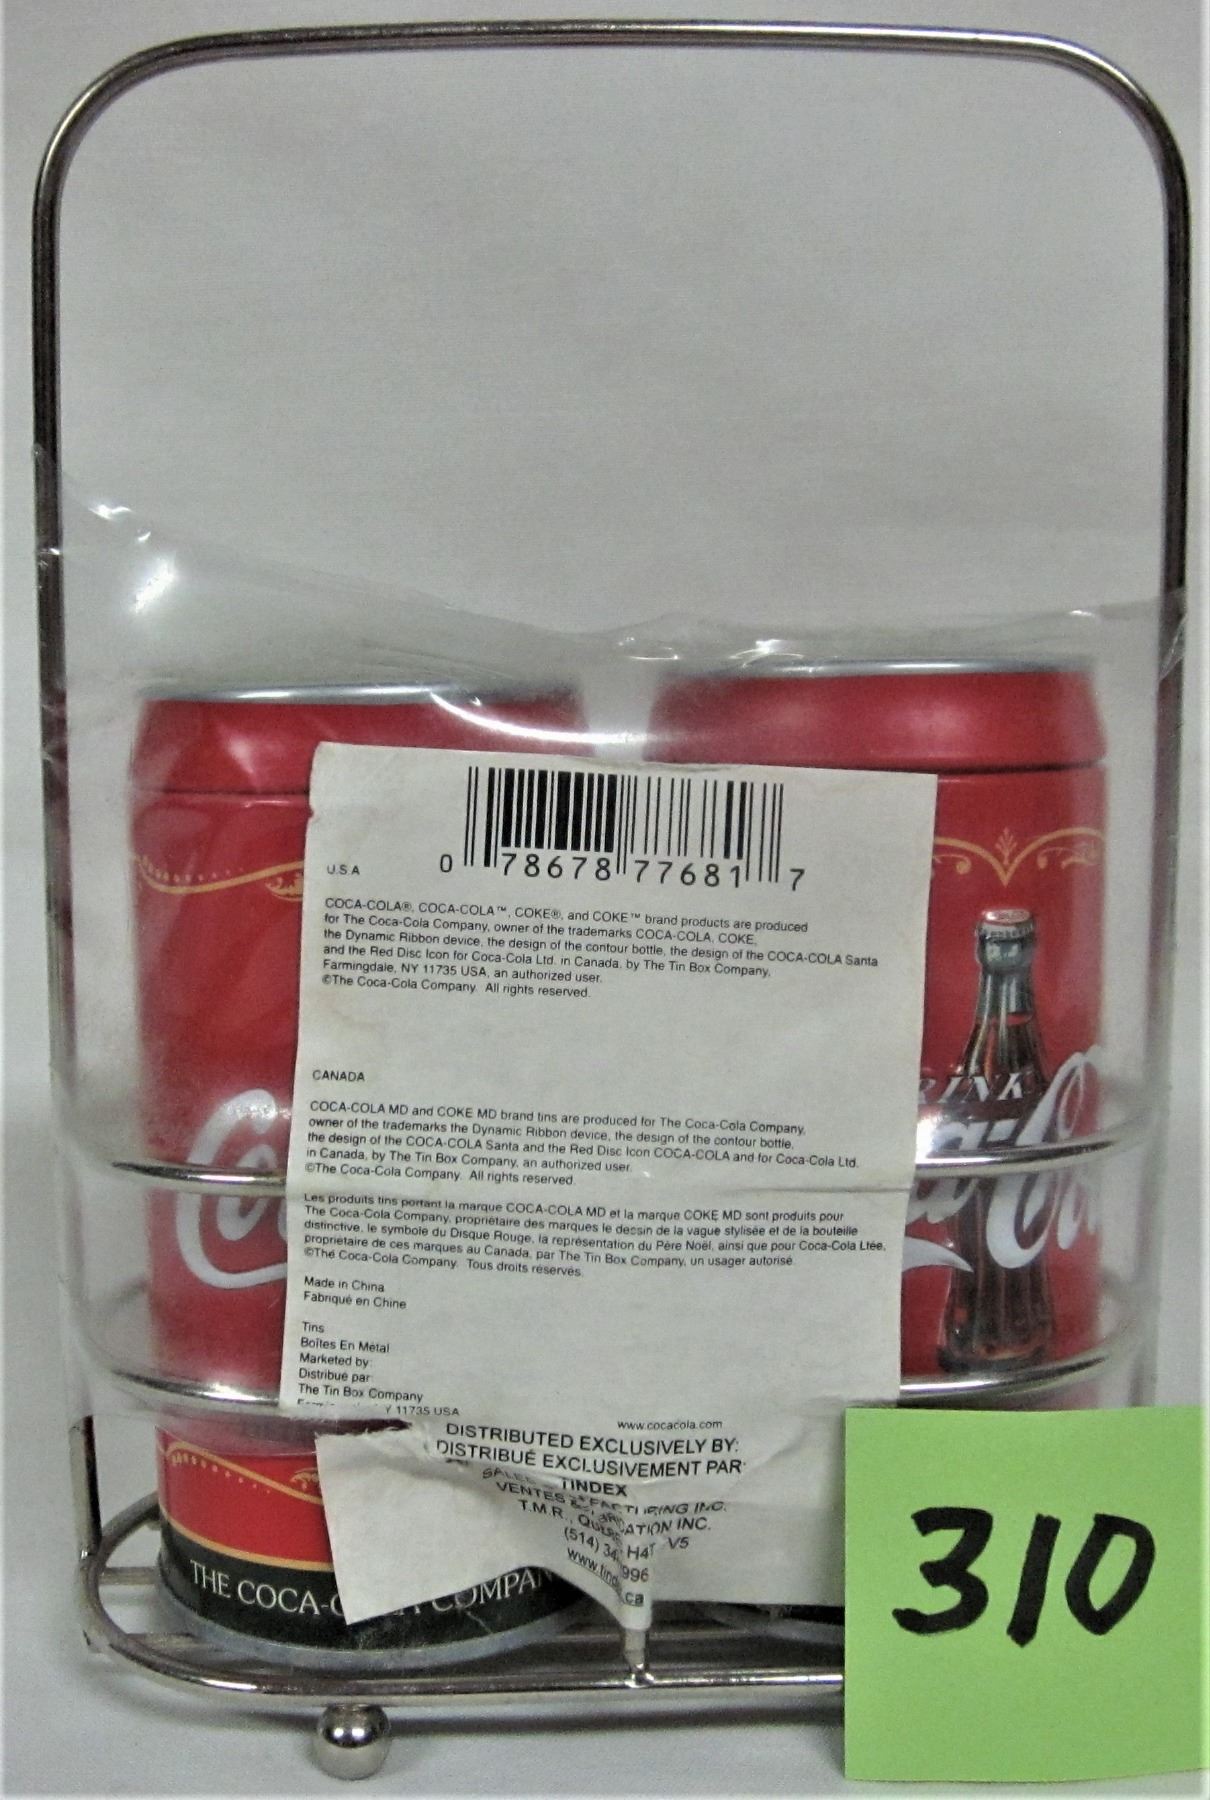 U.S.A
0 78678 77681 7
COCA-COLA®, COCA-COLA™, COKE®, and COKE™ brand products are produced
for The Coca-Cola Company, owner of the trademarks COCA-COLA, COKE,
the Dynamic Ribbon device, the design of the contour bottle, the design of the COCA-COLA Santa
and the Red Disc Icon for Coca-Cola Ltd. in Canada, by The Tin Box Company,
Farmingdale, NY 11735 USA, an authorized user.
©The Coca-Cola Company. All rights reserved.
CANADA
COCA-COLA MD and COKE MD brand tins are produced for The Coca-Cola Company,
owner of the trademarks the Dynamic Ribbon device, the design of the contour bottle,
the design of the COCA-COLA Santa and the Red Disc Icon COCA-COLA and for Coca-Cola Ltd.
in Canada, by The Tin Box Company, an authorized user.
©The Coca-Cola Company. All rights reserved.
Les produits tins portant la marque COCA-COLA MD et la marque COKE MD sont produits pour
The Coca-Cola Company, propriétaire des marques le dessin de la vague stylisée et de la bouteille
distinctive, le symbole du Disque Rouge, la représentation du Père Noël, ainsi que pour Coca-Cola Ltée,
propriétaire de ces marques au Canada, par The Tin Box Company, un usager autorisé.
©The Coca-Cola Company. Tous droits réservés.
Made in China
Fabriqué en Chine
Tins
Boîtes En Métal
Marketed by:
Distribué par:
The Tin Box Company
11735 USA
www.cocacola.com
DISTRIBUTED EXCLUSIVELY BY:
DISTRIBUÉ EXCLUSIVEMENT PAR:
TINDEX
SALES INC.
VENTES & INC.
T.M.R., V5
(514)
www.
.ca
THE COCA-
310